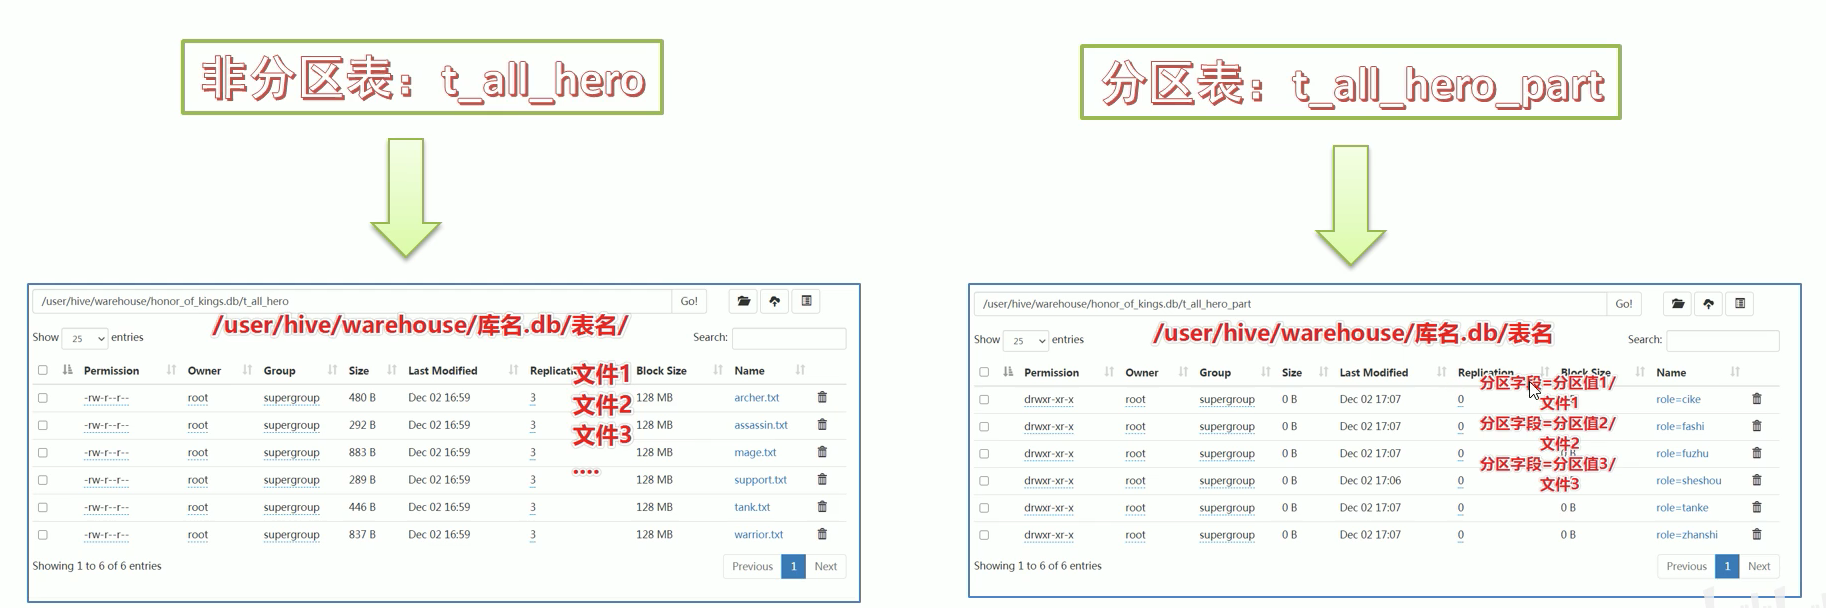 非分区表：t_all_hero
/user/hive/warehouse/honor_of_kings.db/t_all_hero
Go!
/user/hive/warehouse/库名.db/表名/
Show 25 entries
Search:
Permission Owner Group Size Last Modified Replication Block Size Name
文件1
文件2
文件3
....
-rw-r--r-- root supergroup 480 B Dec 02 16:59 3 128 MB archer.txt
-rw-r--r-- root supergroup 292 B Dec 02 16:59 3 128 MB assassin.txt
-rw-r--r-- root supergroup 883 B Dec 02 16:59 3 128 MB mage.txt
-rw-r--r-- root supergroup 289 B Dec 02 16:59 3 128 MB support.txt
-rw-r--r-- root supergroup 446 B Dec 02 16:59 3 128 MB tank.txt
-rw-r--r-- root supergroup 837 B Dec 02 16:59 3 128 MB warrior.txt
Showing 1 to 6 of 6 entries
Previous 1 Next
分区表：t_all_hero_part
/user/hive/warehouse/honor_of_kings.db/t_all_hero_part
Go!
/user/hive/warehouse/库名.db/表名
Show 25 entries
Search:
Permission Owner Group Size Last Modified Replication Block Size Name
分区字段=分区值1/
文件1
分区字段=分区值2/
文件2
分区字段=分区值3/
文件3
drwxr-xr-x root supergroup 0 B Dec 02 17:07 0 role=cike
drwxr-xr-x root supergroup 0 B Dec 02 17:07 0 role=fashi
drwxr-xr-x root supergroup 0 B Dec 02 17:07 0 0 B role=fuzhu
drwxr-xr-x root supergroup 0 B Dec 02 17:06 0 role=sheshou
drwxr-xr-x root supergroup 0 B Dec 02 17:07 0 0 B role=tanke
drwxr-xr-x root supergroup 0 B Dec 02 17:07 0 0 B role=zhanshi
Showing 1 to 6 of 6 entries
Previous 1 Next